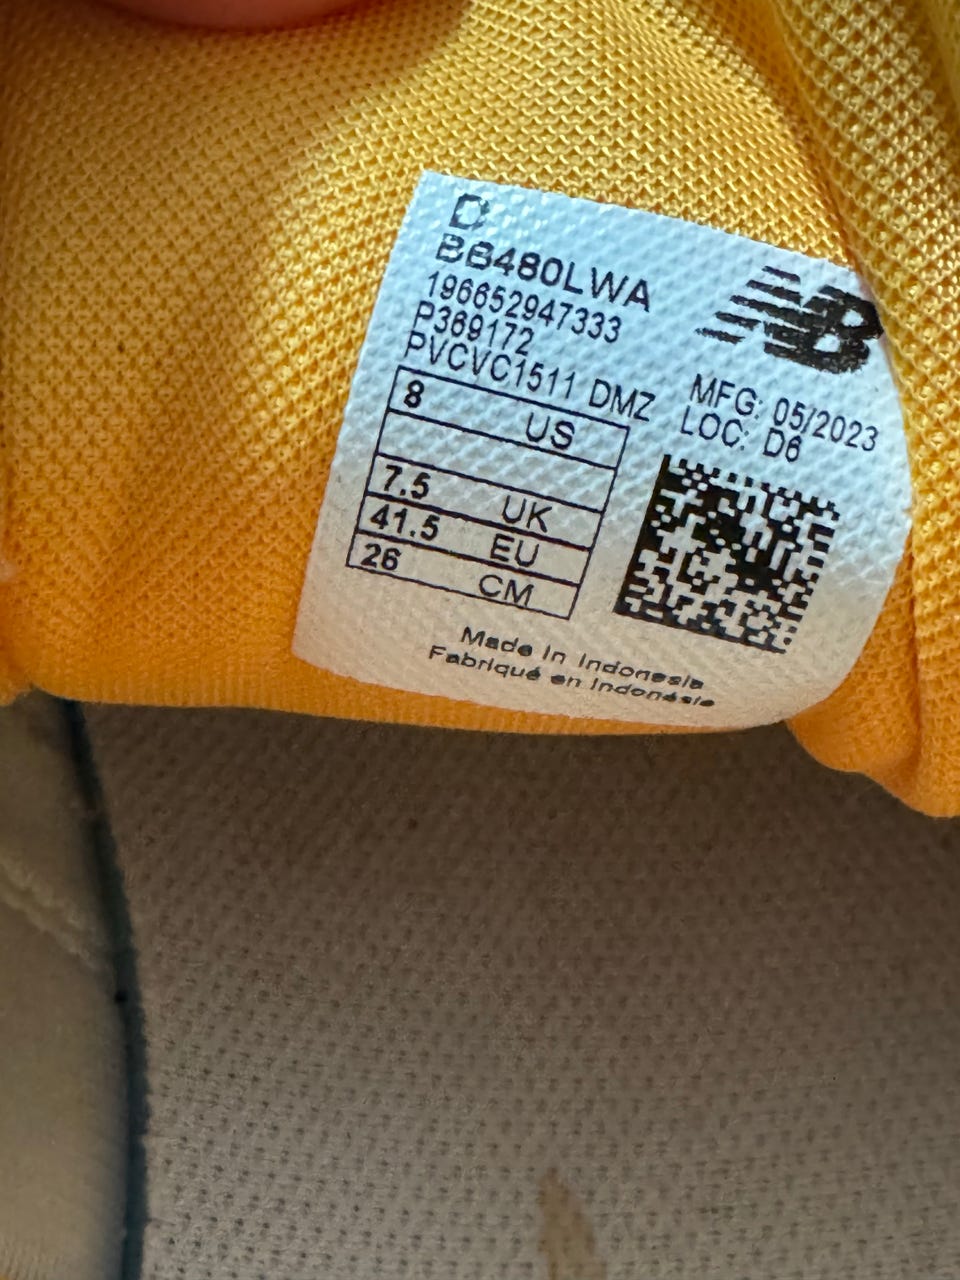 D
BB480LWA
196652947333
P369172
PVCVC1511 DMZ
NB
MFG: 05/2023
LOC: D6
8 US
7.5 UK
41.5 EU
26 CM
Made in Indonesia
Fabriqué en Indonésie